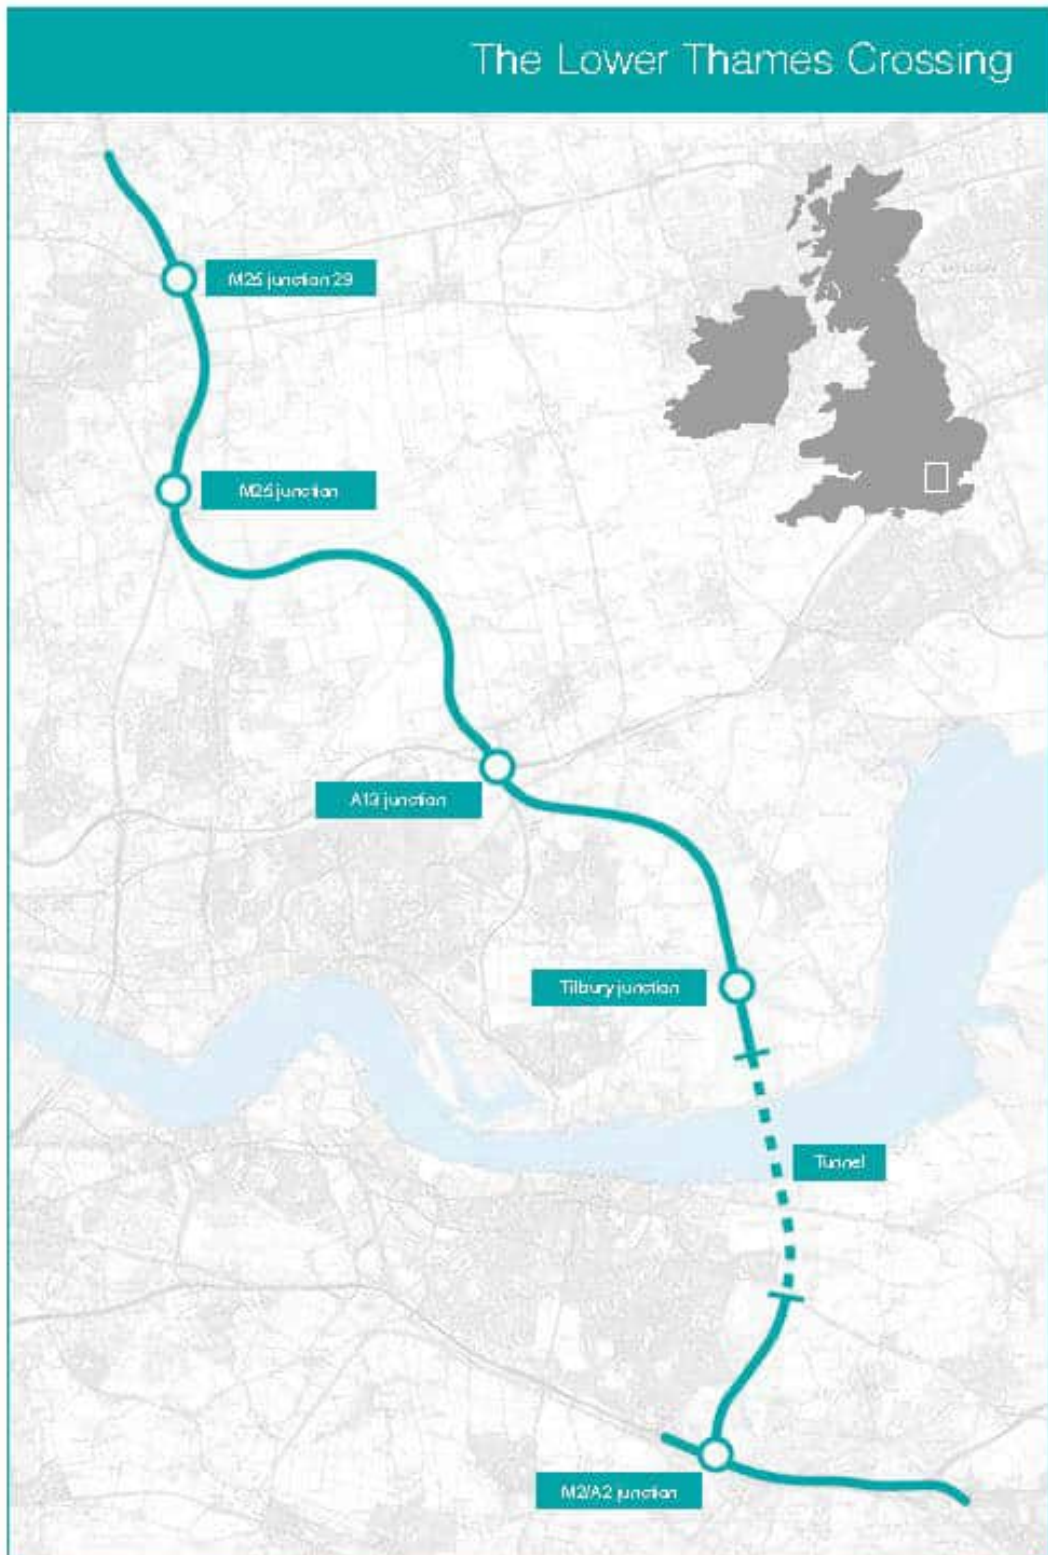 The Lower Thames Crossing
M25 junction 29
M25 junction
A13 junction
Tilbury junction
Tunnel
M2/A2 junction